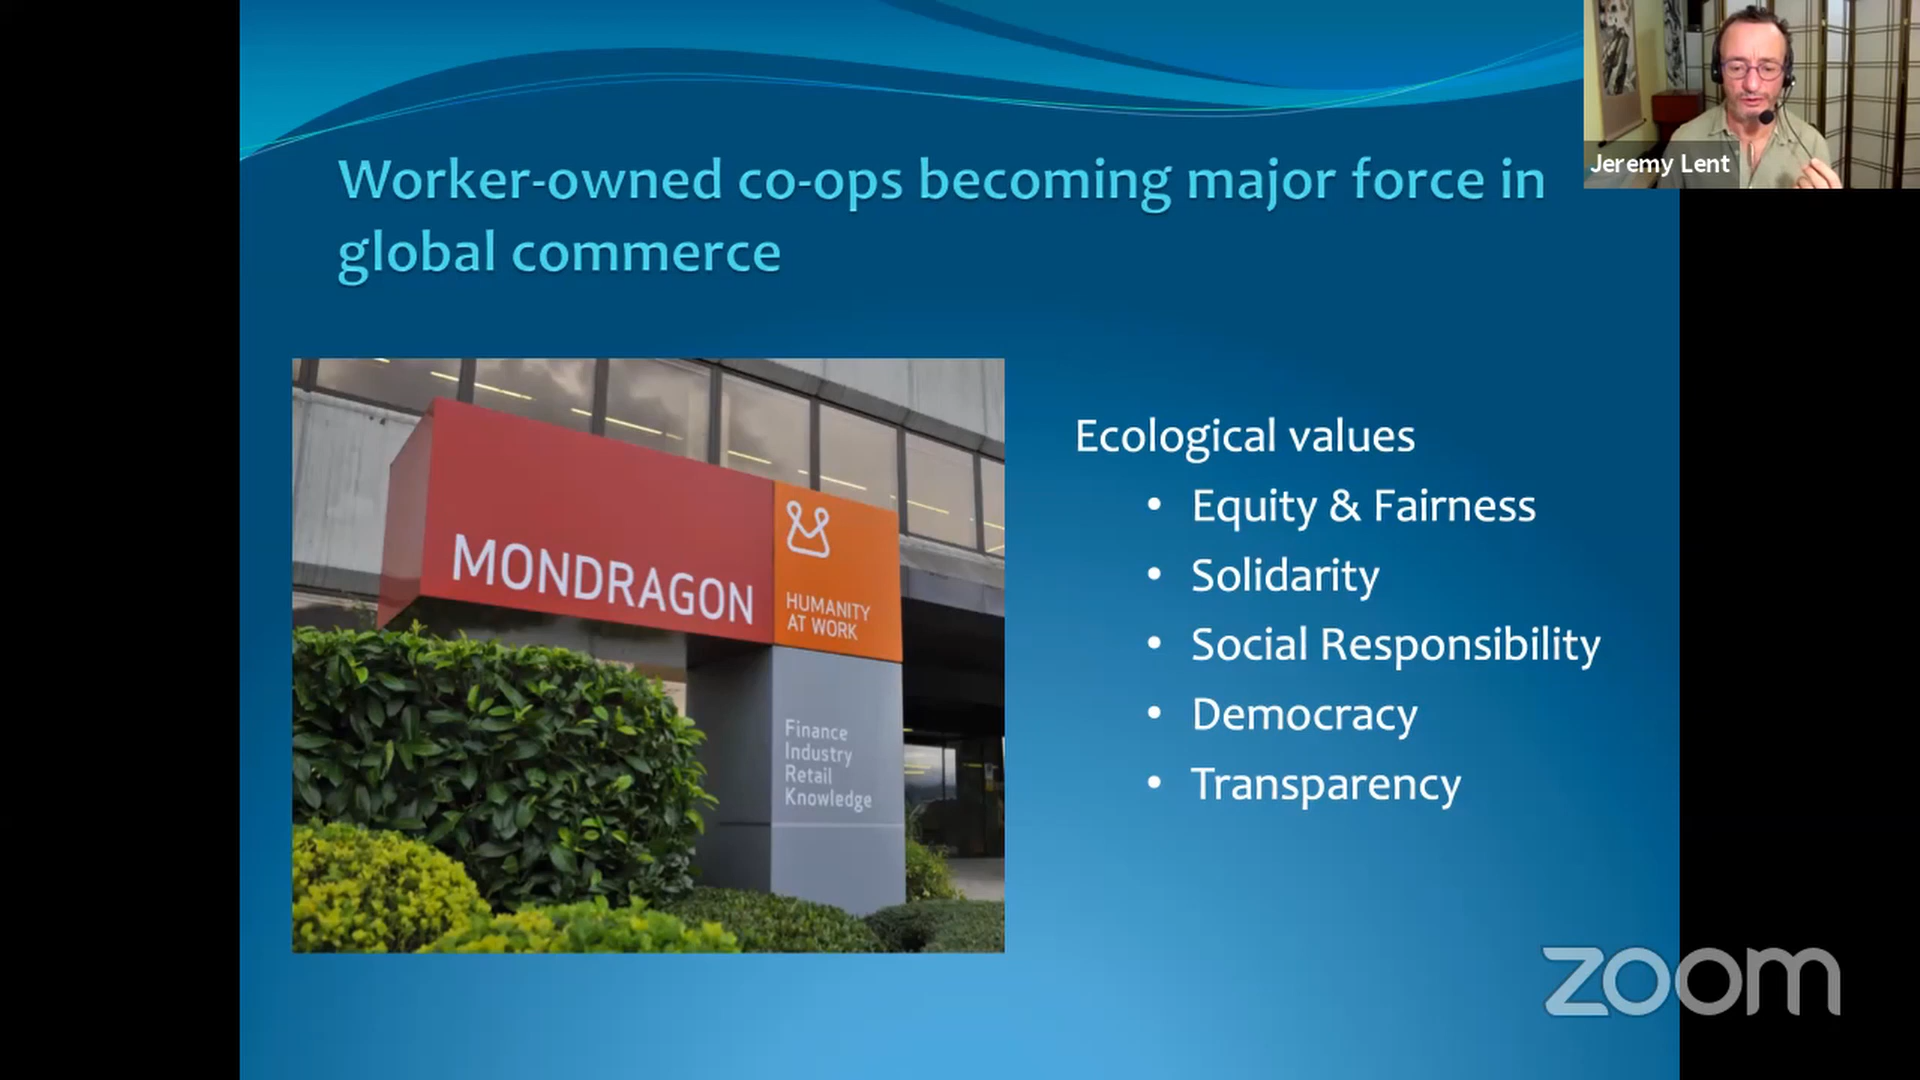 Jeremy Lent
Worker-owned co-ops becoming major force in
global commerce
MONDRAGON
HUMANITY
AT WORK
Finance
Industry
Retail
Knowledge
Ecological values
• Equity & Fairness
• Solidarity
• Social Responsibility
• Democracy
• Transparency
zoom